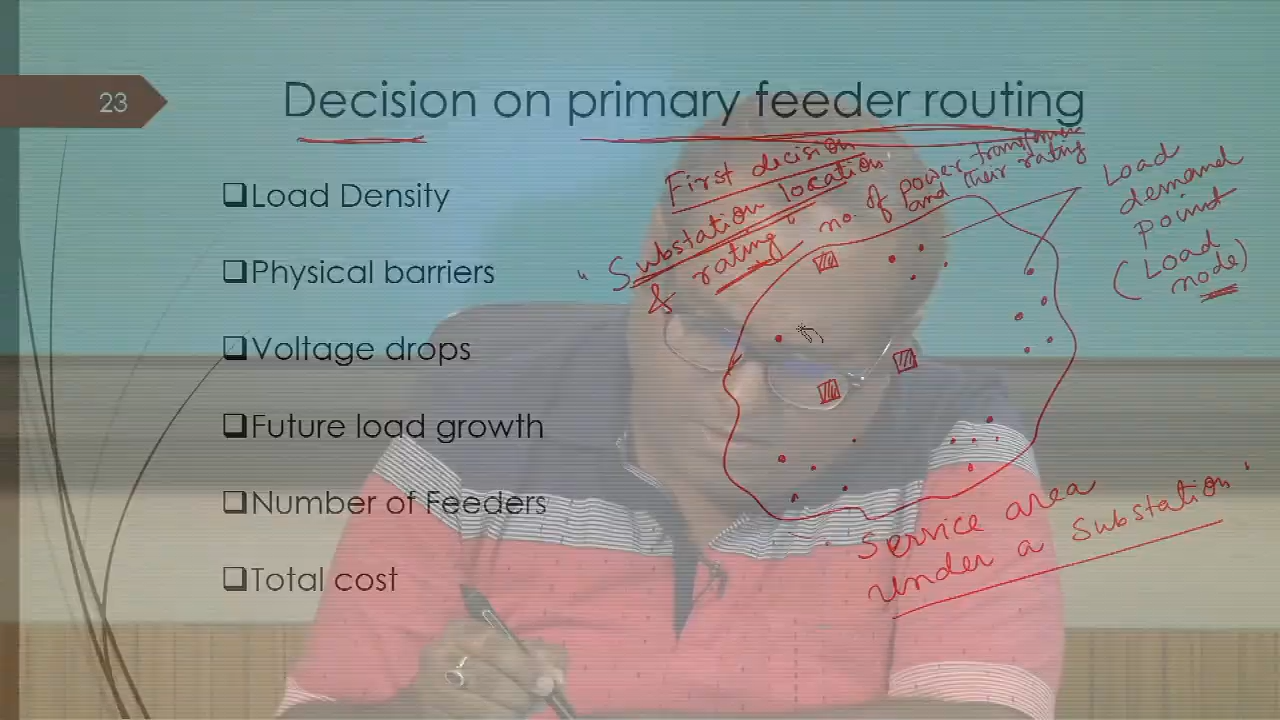 23
Decision on primary feeder routing
Load Density
Physical barriers
Voltage drops
Future load growth
Number of Feeders
Total cost
First decision
"Substation location
& rating"
no. of power transformer
and their rating
Load
demand
point
(Load
node)
Service area
under a substation'